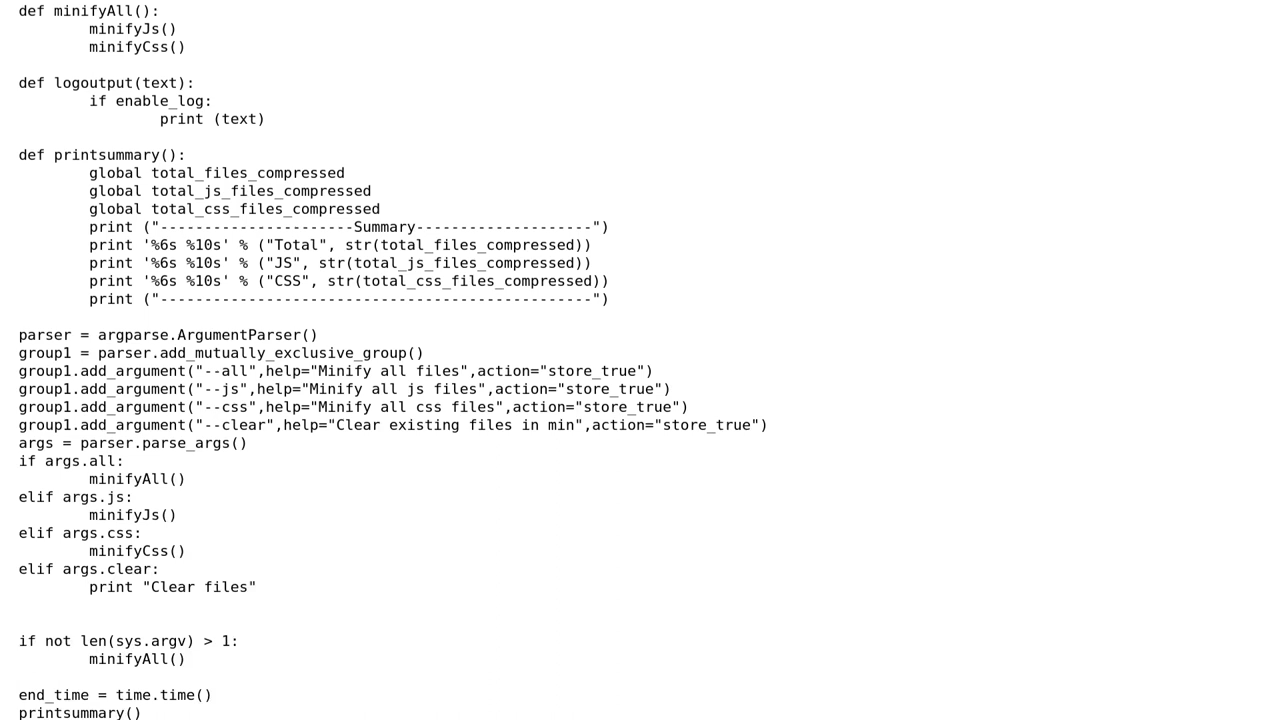 def minifyAll():
        minifyJs()
        minifyCss()

def logoutput(text):
        if enable_log:
                print (text)

def printsummary():
        global total_files_compressed
        global total_js_files_compressed
        global total_css_files_compressed
        print ("----------------------Summary--------------------")
        print '%6s %10s' % ("Total", str(total_files_compressed))
        print '%6s %10s' % ("JS", str(total_js_files_compressed))
        print '%6s %10s' % ("CSS", str(total_css_files_compressed))
        print ("-------------------------------------------------")

parser = argparse.ArgumentParser()
group1 = parser.add_mutually_exclusive_group()
group1.add_argument("--all",help="Minify all files",action="store_true")
group1.add_argument("--js",help="Minify all js files",action="store_true")
group1.add_argument("--css",help="Minify all css files",action="store_true")
group1.add_argument("--clear",help="Clear existing files in min",action="store_true")
args = parser.parse_args()
if args.all:
        minifyAll()
elif args.js:
        minifyJs()
elif args.css:
        minifyCss()
elif args.clear:
        print "Clear files"


if not len(sys.argv) > 1:
        minifyAll()

end_time = time.time()
printsummary()